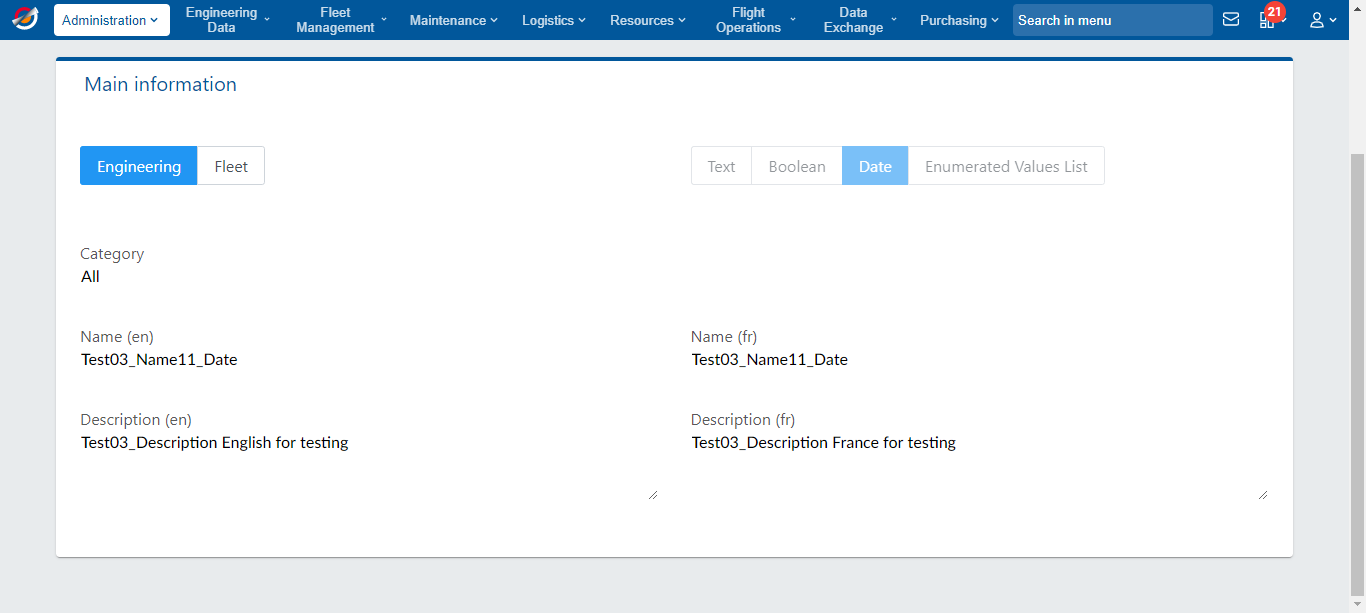 Administration
Engineering Data
Fleet Management
Maintenance
Logistics
Resources
Flight Operations
Data Exchange
Purchasing
Search in menu
21
Main information
Engineering Fleet
Text Boolean Date Enumerated Values List
Category
All
Name (en)
Test03_Name11_Date
Name (fr)
Test03_Name11_Date
Description (en)
Test03_Description English for testing
Description (fr)
Test03_Description France for testing